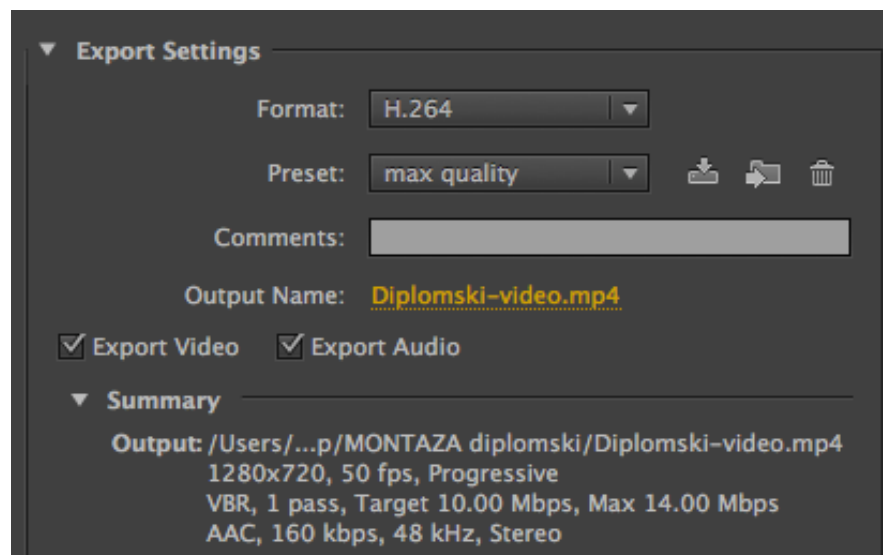 Export Settings
Format: H.264
Preset: max quality
Comments:
Output Name: Diplomski-video.mp4
Export Video Export Audio
Summary
Output: /Users/...p/MONTAZA diplomski/Diplomski-video.mp4
1280x720, 50 fps, Progressive
VBR, 1 pass, Target 10.00 Mbps, Max 14.00 Mbps
AAC, 160 kbps, 48 kHz, Stereo